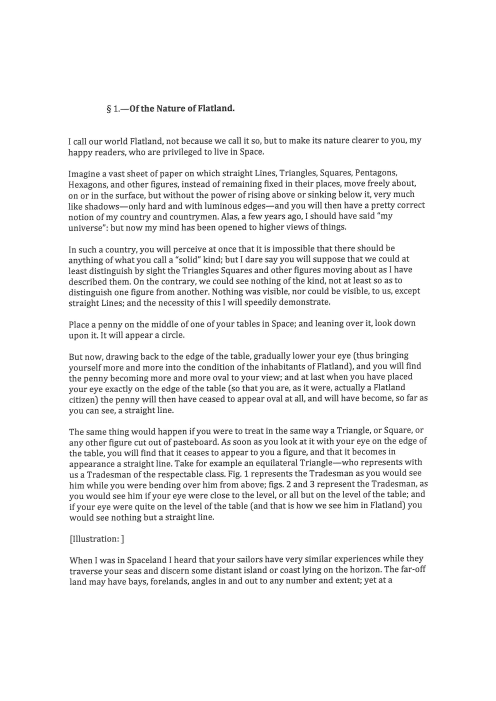 § 1.—Of the Nature of Flatland.
I call our world Flatland, not because we call it so, but to make its nature clearer to you, my
happy readers, who are privileged to live in Space.
Imagine a vast sheet of paper on which straight Lines, Triangles, Squares, Pentagons,
Hexagons, and other figures, instead of remaining fixed in their places, move freely about,
on or in the surface, but without the power of rising above or sinking below it, very much
like shadows—only hard and with luminous edges—and you will then have a pretty correct
notion of my country and countrymen. Alas, a few years ago, I should have said "my
universe": but now my mind has been opened to higher views of things.
In such a country, you will perceive at once that it is impossible that there should be
anything of what you call a "solid" kind; but I dare say you will suppose that we could at
least distinguish by sight the Triangles Squares and other figures moving about as I have
described them. On the contrary, we could see nothing of the kind, not at least so as to
distinguish one figure from another. Nothing was visible, nor could be visible, to us, except
straight Lines; and the necessity of this I will speedily demonstrate.
Place a penny on the middle of one of your tables in Space; and leaning over it, look down
upon it. It will appear a circle.
But now, drawing back to the edge of the table, gradually lower your eye (thus bringing
yourself more and more into the condition of the inhabitants of Flatland), and you will find
the penny becoming more and more oval to your view; and at last when you have placed
your eye exactly on the edge of the table (so that you are, as it were, actually a Flatland
citizen) the penny will then have ceased to appear oval at all, and will have become, so far as
you can see, a straight line.
The same thing would happen if you were to treat in the same way a Triangle, or Square, or
any other figure cut out of pasteboard. As soon as you look at it with your eye on the edge of
the table, you will find that it ceases to appear to you a figure, and that it becomes in
appearance a straight line. Take for example an equilateral Triangle—who represents with
us a Tradesman of the respectable class. Fig. 1 represents the Tradesman as you would see
him while you were bending over him from above; figs. 2 and 3 represent the Tradesman, as
you would see him if your eye were close to the level, or all but on the level of the table; and
if your eye were quite on the level of the table (and that is how we see him in Flatland) you
would see nothing but a straight line.
[Illustration: ]
When I was in Spaceland I heard that your sailors have very similar experiences while they
traverse your seas and discern some distant island or coast lying on the horizon. The far-off
land may have bays, forelands, angles in and out to any number and extent; yet at a